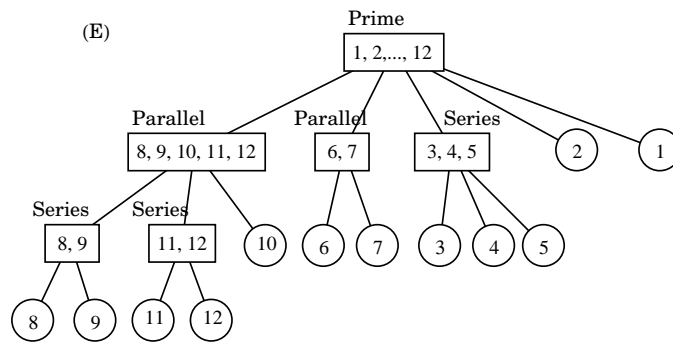 Prime
(E)
1, 2,..., 12
Parallel Parallel Series
8, 9, 10, 11, 12 6, 7 3, 4, 5 2 1
Series Series
8, 9 11, 12 10 6 7 3 4 5
8 9 11 12